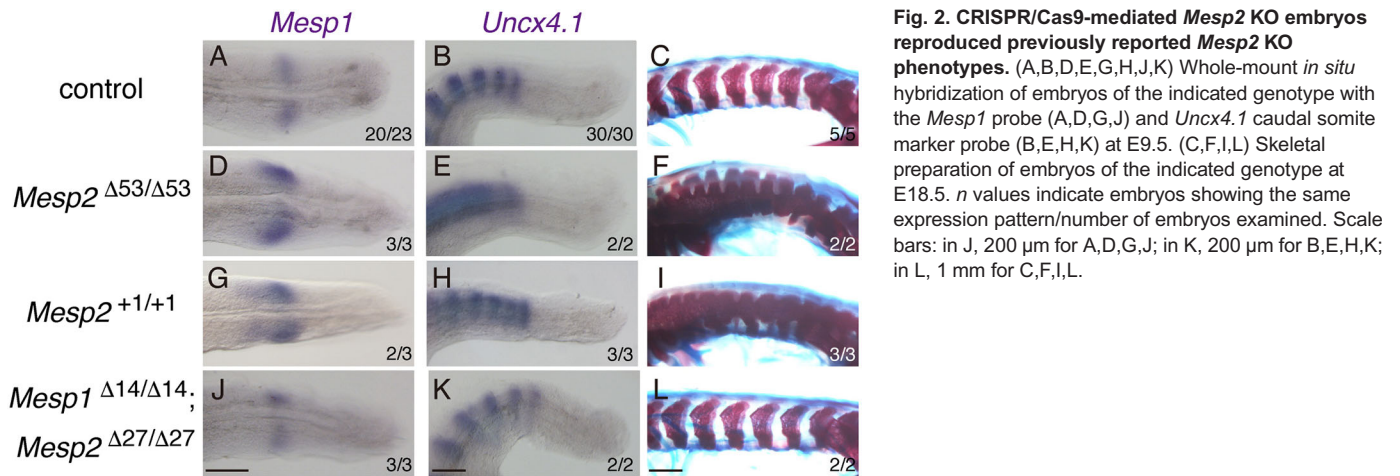 Mesp1 Uncx4.1
control
A
20/23
B
30/30
C
5/5
Mesp2 Δ53/Δ53
D
3/3
E
2/2
F
2/2
Mesp2 +1/+1
G
2/3
H
3/3
I
3/3
Mesp1 Δ14/Δ14;
Mesp2 Δ27/Δ27
J
3/3
K
2/2
L
2/2
Fig. 2. CRISPR/Cas9-mediated Mesp2 KO embryos
reproduced previously reported Mesp2 KO
phenotypes. (A,B,D,E,G,H,J,K) Whole-mount in situ
hybridization of embryos of the indicated genotype with
the Mesp1 probe (A,D,G,J) and Uncx4.1 caudal somite
marker probe (B,E,H,K) at E9.5. (C,F,I,L) Skeletal
preparation of embryos of the indicated genotype at
E18.5. n values indicate embryos showing the same
expression pattern/number of embryos examined. Scale
bars: in J, 200 µm for A,D,G,J; in K, 200 µm for B,E,H,K;
in L, 1 mm for C,F,I,L.